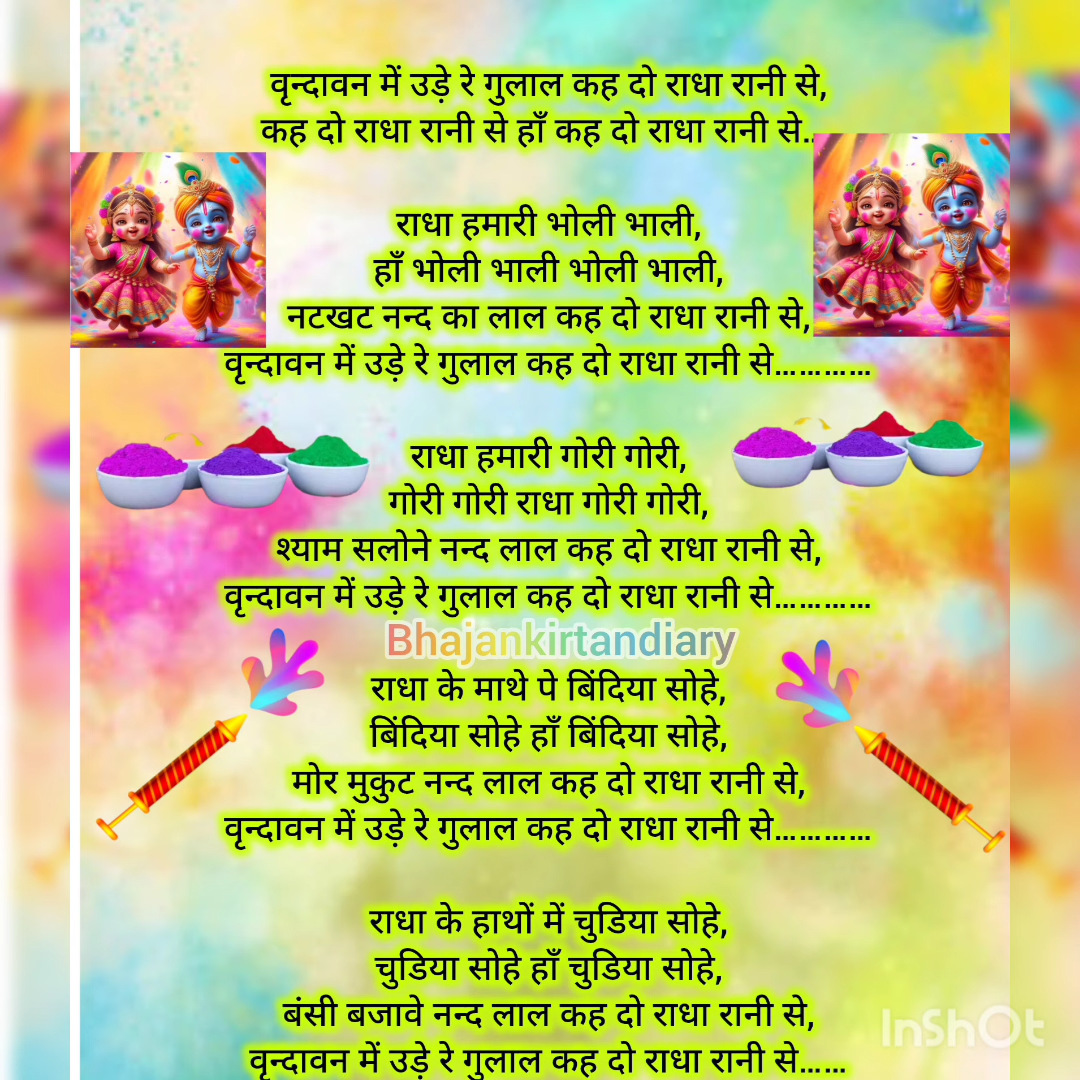 वृन्दावन में उड़े रे गुलाल कह दो राधा रानी से,
कह दो राधा रानी से हाँ कह दो राधा रानी से..
राधा हमारी भोली भाली,
हाँ भोली भाली भोली भाली,
नटखट नन्द का लाल कह दो राधा रानी से,
वृन्दावन में उड़े रे गुलाल कह दो राधा रानी से…………
राधा हमारी गोरी गोरी,
गोरी गोरी राधा गोरी गोरी,
श्याम सलोने नन्द लाल कह दो राधा रानी से,
वृन्दावन में उड़े रे गुलाल कह दो राधा रानी से…………
Bhajankirtandiary
राधा के माथे पे बिंदिया सोहे,
बिंदिया सोहे हाँ बिंदिया सोहे,
मोर मुकुट नन्द लाल कह दो राधा रानी से,
वृन्दावन में उड़े रे गुलाल कह दो राधा रानी से…………
राधा के हाथों में चुडिया सोहे,
चुडिया सोहे हाँ चुडिया सोहे,
बंसी बजावे नन्द लाल कह दो राधा रानी से,
वृन्दावन में उड़े रे गुलाल कह दो राधा रानी से……
InShOt